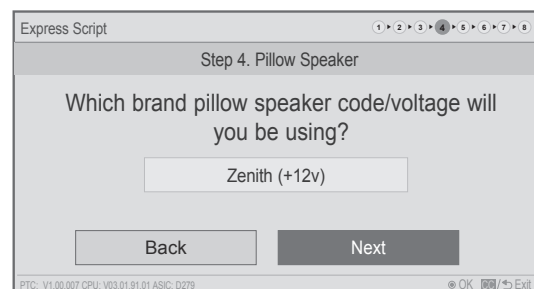 Express Script 1 2 3 4 5 6 7 8
Step 4. Pillow Speaker
Which brand pillow speaker code/voltage will
you be using?
Zenith (+12v)
Back Next
PTC: V1.00.007 CPU: V03.01.91.01 ASIC: D279 OK CC/ Exit